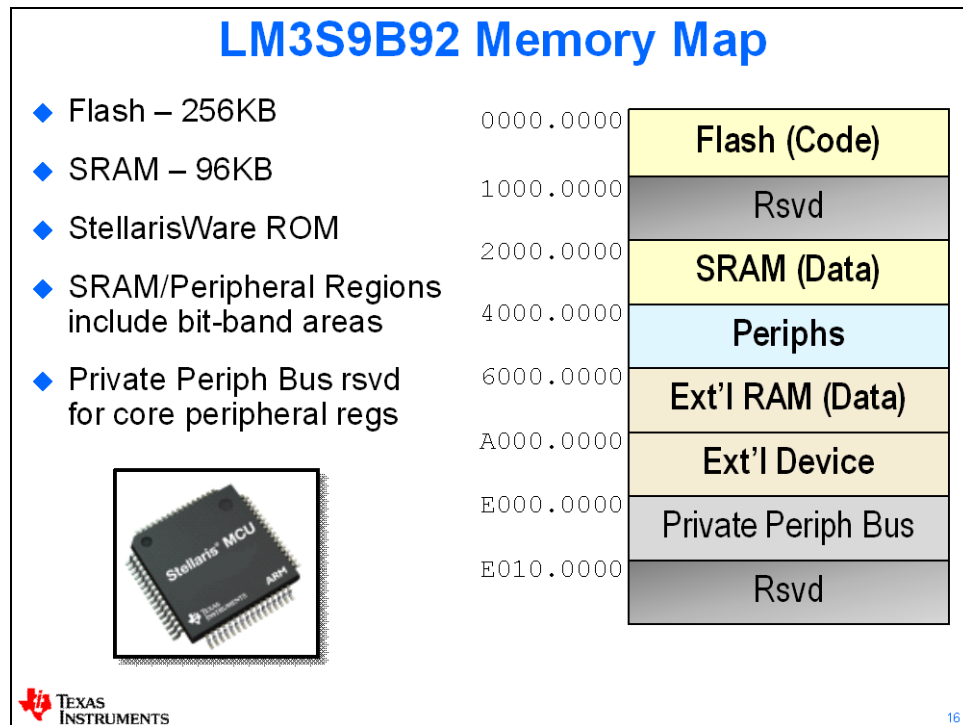 LM3S9B92 Memory Map
Flash – 256KB
SRAM – 96KB
StellarisWare ROM
SRAM/Peripheral Regions
include bit-band areas
Private Periph Bus rsvd
for core peripheral regs
0000.0000
Flash (Code)
1000.0000
Rsvd
2000.0000
SRAM (Data)
4000.0000
Periphs
6000.0000
Ext'l RAM (Data)
A000.0000
Ext'l Device
E000.0000
Private Periph Bus
E010.0000
Rsvd
Stellaris® MCU
ARM
TEXAS
INSTRUMENTS
TEXAS
INSTRUMENTS
16